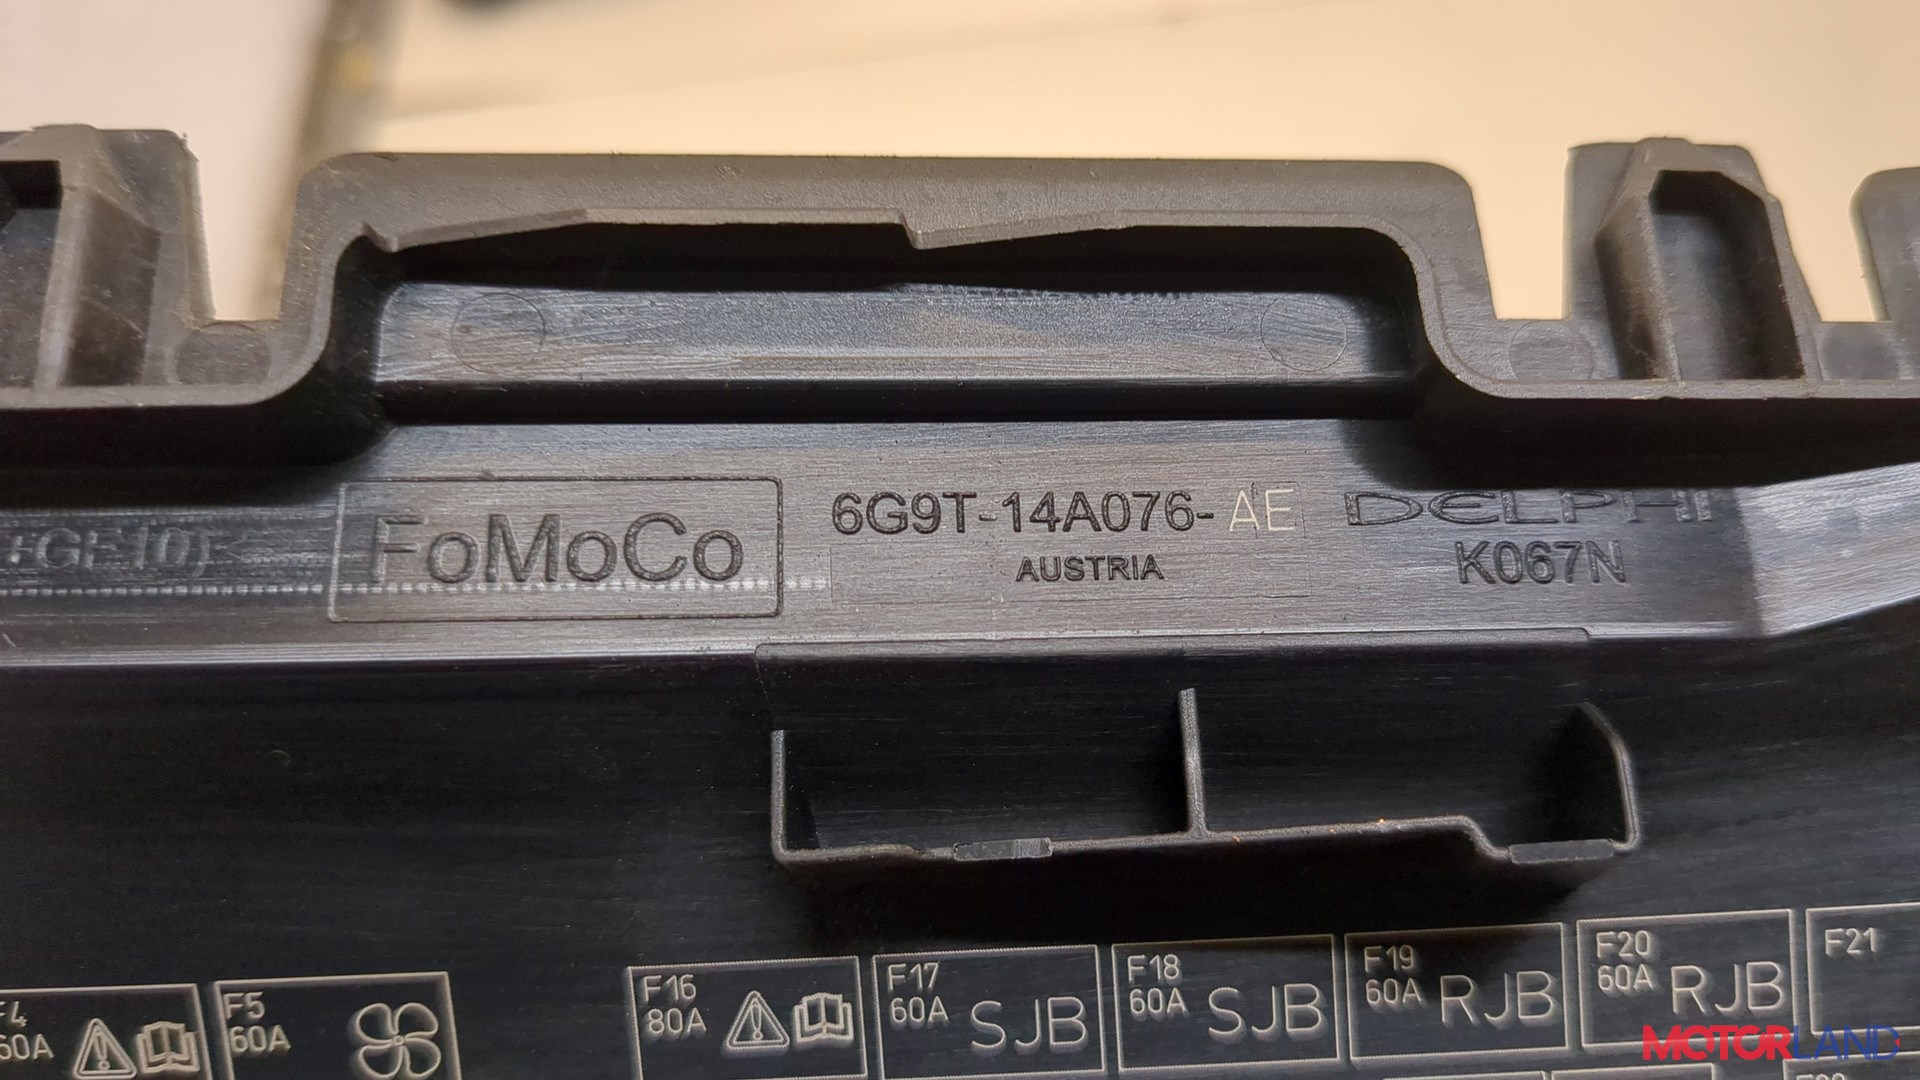 +GF10)<
FoMoCo
6G9T-14A076-AE
AUSTRIA
DELPHI
K067N
F4
60A
F5
60A
F16
80A
F17
60A SJB
F18
60A SJB
F19
60A RJB
F20
60A RJB
F21
MOTORLAND